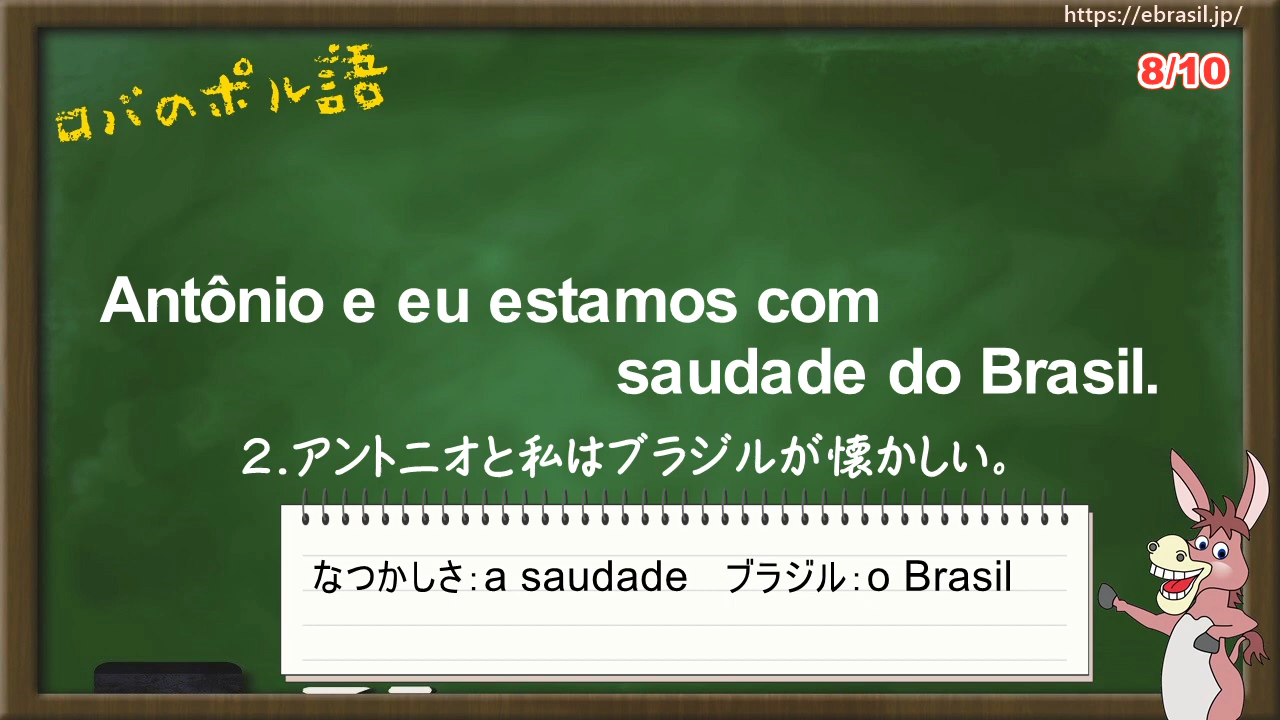 https://ebrasil.jp/
ロバのポル語
8/10
Antônio e eu estamos com
saudade do Brasil.
２.アントニオと私はブラジルが懐かしい。
なつかしさ：a saudade　ブラジル：o Brasil